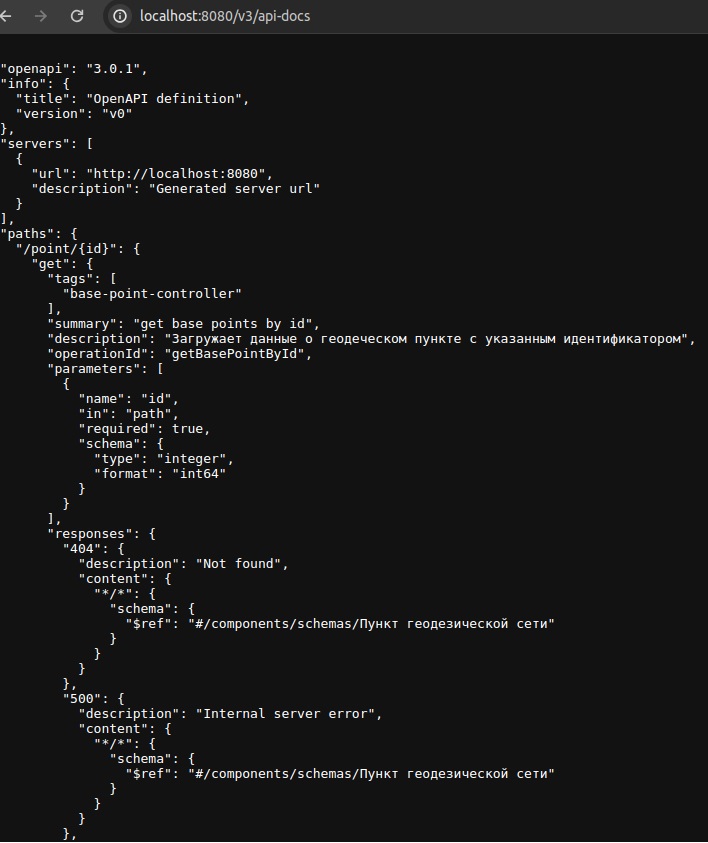 localhost:8080/v3/api-docs
"openapi": "3.0.1",
"info": {
"title": "OpenAPI definition",
"version": "v0"
},
"servers": [
{
"url": "http://localhost:8080",
"description": "Generated server url"
}
],
"paths": {
"/point/{id}": {
"get": {
"tags": [
"base-point-controller"
],
"summary": "get base points by id",
"description": "Загружает данные о геодеческом пункте с указанным идентификатором",
"operationId": "getBasePointById",
"parameters": [
{
"name": "id",
"in": "path",
"required": true,
"schema": {
"type": "integer",
"format": "int64"
}
}
],
"responses": {
"404": {
"description": "Not found",
"content": {
"*/*": {
"schema": {
"$ref": "#/components/schemas/Пункт геодезической сети"
}
}
}
},
"500": {
"description": "Internal server error",
"content": {
"*/*": {
"schema": {
"$ref": "#/components/schemas/Пункт геодезической сети"
}
}
}
},